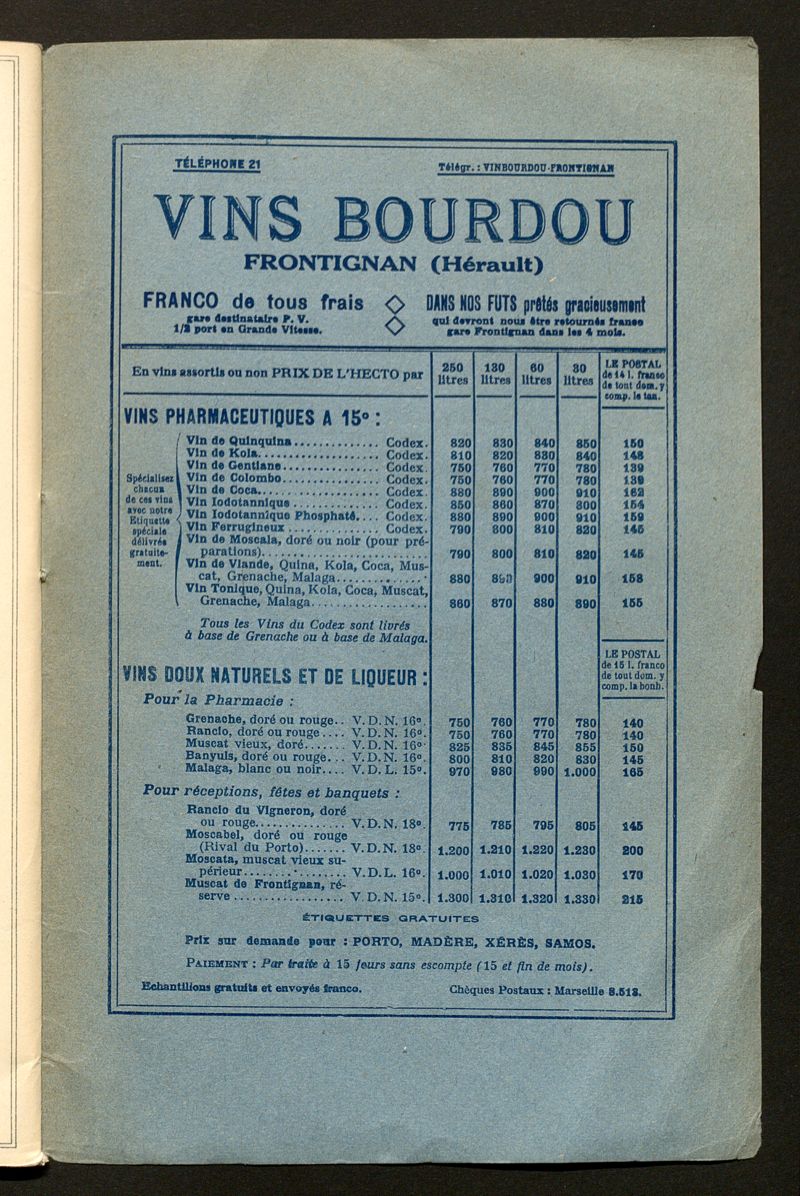 TÉLÉPHONE 21
Télégr. : VINBOURDOU-FRONTIGNAN
VINS BOURDOU
FRONTIGNAN (Hérault)
FRANCO de tous frais
gare destinataire P. V.
1/2 port en Grande Vitesse.
DANS NOS FUTS prêtés gracieusement
qui devront nous être retournés franco
gare Frontignan dans les 4 mois.
En vins assortis ou non PRIX DE L'HECTO par
250 litres
130 litres
60 litres
30 litres
LE POSTAL
de 14 l. franco
de tout dom. y
comp. le tan.
VINS PHARMACEUTIQUES A 15° :
Spécialisez
chacun
de ces vins
avec notre
Etiquette
spéciale
délivrée
gratuite-
ment.
Vin de Quinquina.............. Codex. 820 830 840 850 150
Vin de Kola................... Codex. 810 820 830 840 148
Vin de Gentiane............... Codex. 750 760 770 780 139
Vin de Colombo................ Codex. 750 760 770 780 139
Vin de Coca................... Codex. 880 890 900 910 162
Vin Iodotannique ............. Codex. 850 860 870 800 154
Vin Iodotannique Phosphaté.... Codex. 880 890 900 910 159
Vin Ferrugineux .............. Codex. 790 800 810 820 145
Vin de Moscala, doré ou noir (pour pré-
parations)........................... 790 800 810 820 145
Vin de Viande, Quina, Kola, Coca, Mus-
cat, Grenache, Malaga.............. 880 890 900 910 158
Vin Tonique, Quina, Kola, Coca, Muscat,
Grenache, Malaga................... 860 870 880 890 155
Tous les Vins du Codex sont livrés
à base de Grenache ou à base de Malaga.
LE POSTAL
de 15 l. franco
de tout dom. y
comp. la bonb.
VINS DOUX NATURELS ET DE LIQUEUR :
Pour la Pharmacie :
Grenache, doré ou rouge.. V. D. N. 16°. 750 760 770 780 140
Rancio, doré ou rouge.... V. D. N. 16°. 750 760 770 780 140
Muscat vieux, doré....... V. D. N. 16°. 825 835 845 855 150
Banyuls, doré ou rouge... V. D. N. 16°. 800 810 820 830 145
Malaga, blanc ou noir.... V. D. L. 15°. 970 980 990 1.000 165
Pour réceptions, fêtes et banquets :
Rancio du Vigneron, doré
ou rouge............... V. D. N. 18°. 775 785 795 805 145
Moscabel, doré ou rouge
(Rival du Porto)....... V. D. N. 18°. 1.200 1.210 1.220 1.230 200
Moscata, muscat vieux su-
périeur................ V. D. L. 16°. 1.000 1.010 1.020 1.030 170
Muscat de Frontignan, ré-
serve .................. V. D. N. 15°. 1.300 1.310 1.320 1.330 215
ÉTIQUETTES GRATUITES
Prix sur demande pour : PORTO, MADÈRE, XÉRÈS, SAMOS.
PAIEMENT : Par traite à 15 jours sans escompte (15 et fin de mois).
Echantillons gratuits et envoyés franco.
Chèques Postaux : Marseille 8.513.